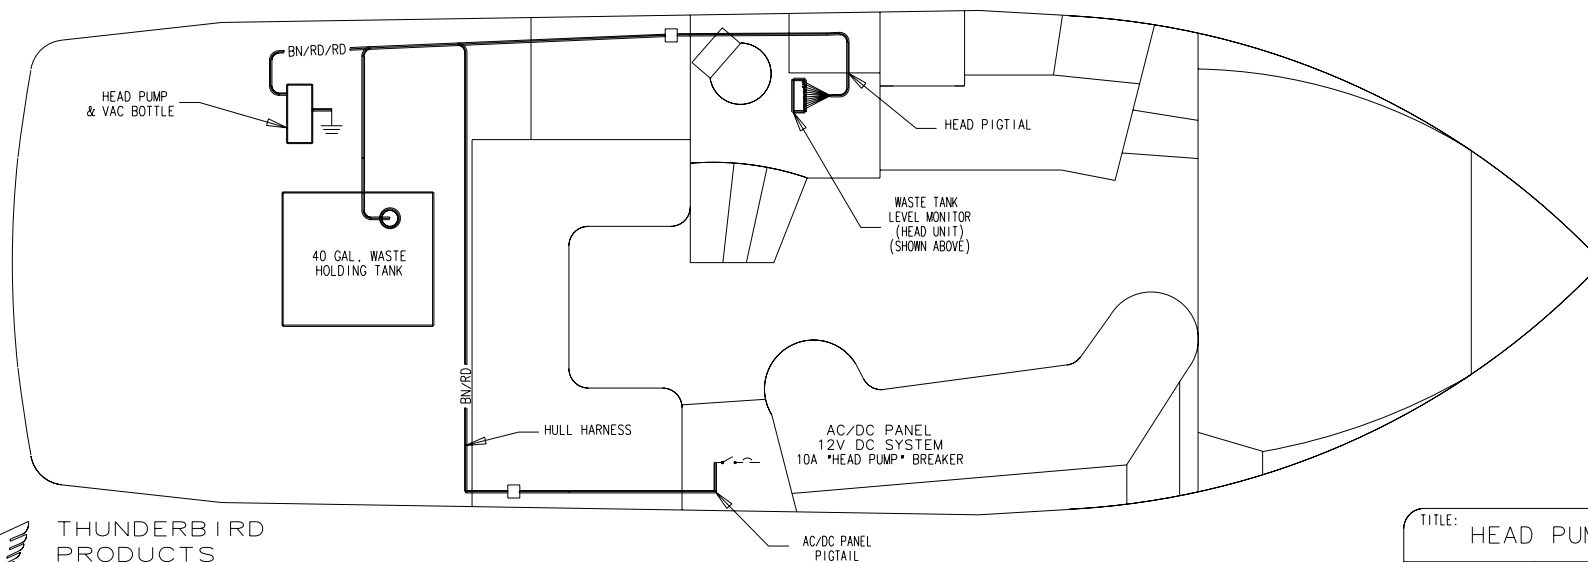 BN/RD/RD
HEAD PUMP
& VAC BOTTLE
HEAD PIGTIAL
WASTE TANK
LEVEL MONITOR
(HEAD UNIT)
(SHOWN ABOVE)
40 GAL. WASTE
HOLDING TANK
BN/RD
HULL HARNESS
AC/DC PANEL
12V DC SYSTEM
10A "HEAD PUMP" BREAKER
AC/DC PANEL
PIGTAIL
THUNDERBIRD
PRODUCTS
TITLE:
HEAD PUM